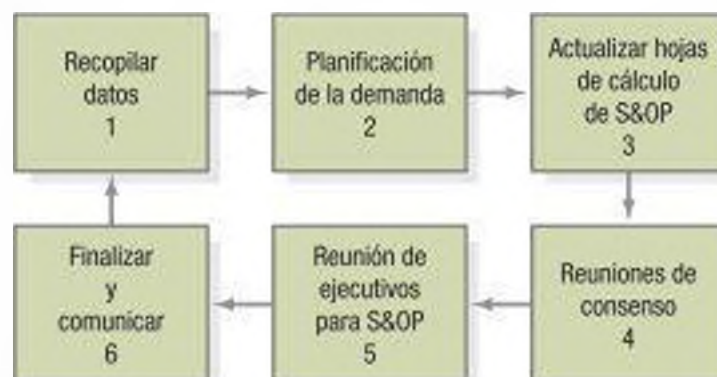 Recopilar
datos
1
Planificación
de la demanda
2
Actualizar hojas
de cálculo
de S&OP
3
Reuniones de
consenso
4
Reunión de
ejecutivos
para S&OP
5
Finalizar
y
comunicar
6